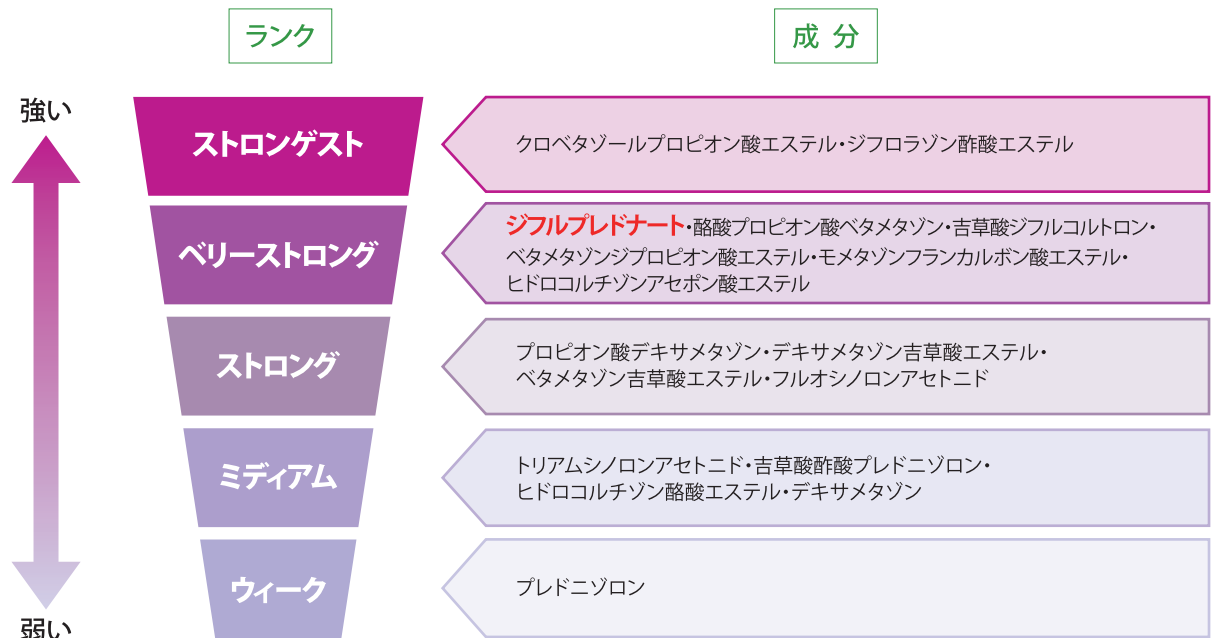 ランク
成 分
強い
ストロンゲスト
クロベタゾールプロピオン酸エステル・ジフロラゾン酢酸エステル
ベリーストロング
ジフルプレドナート・酪酸プロピオン酸ベタメタゾン・吉草酸ジフルコルトロン・
ベタメタゾンジプロピオン酸エステル・モメタゾンフランカルボン酸エステル・
ヒドロコルチゾンアセポン酸エステル
ストロング
プロピオン酸デキサメタゾン・デキサメタゾン吉草酸エステル・
ベタメタゾン吉草酸エステル・フルオシノロンアセトニド
ミディアム
トリアムシノロンアセトニド・吉草酸酢酸プレドニゾロン・
ヒドロコルチゾン酪酸エステル・デキサメタゾン
ウィーク
プレドニゾロン
弱い